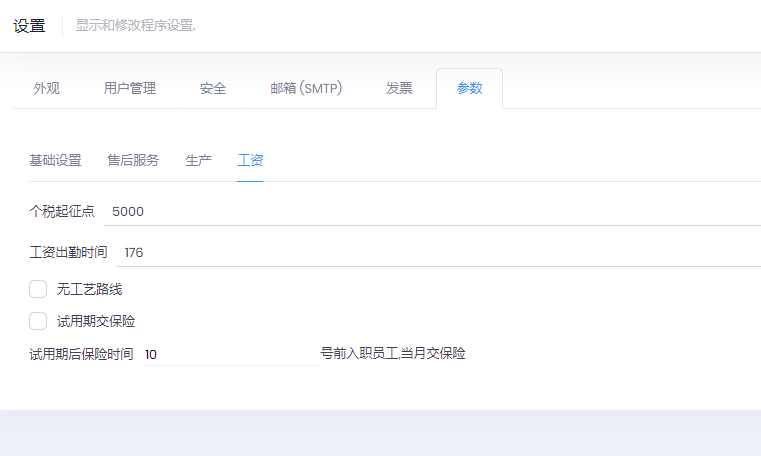 设置 显示和修改程序设置.
外观 用户管理 安全 邮箱 (SMTP) 发票 参数
基础设置 售后服务 生产 工资
个税起征点 5000
工资出勤时间 176
无工艺路线
试用期交保险
试用期后保险时间 10 号前入职员工,当月交保险